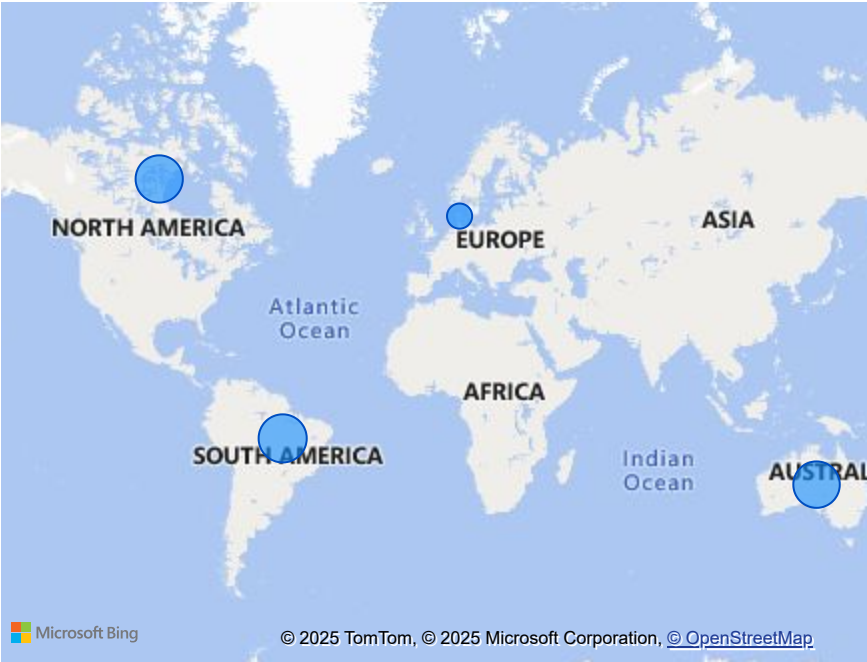 NORTH AMERICA
EUROPE
ASIA
Atlantic
Ocean
AFRICA
SOUTH AMERICA
Indian
Ocean
AUSTRAL
Microsoft Bing
© 2025 TomTom, © 2025 Microsoft Corporation, © OpenStreetMap